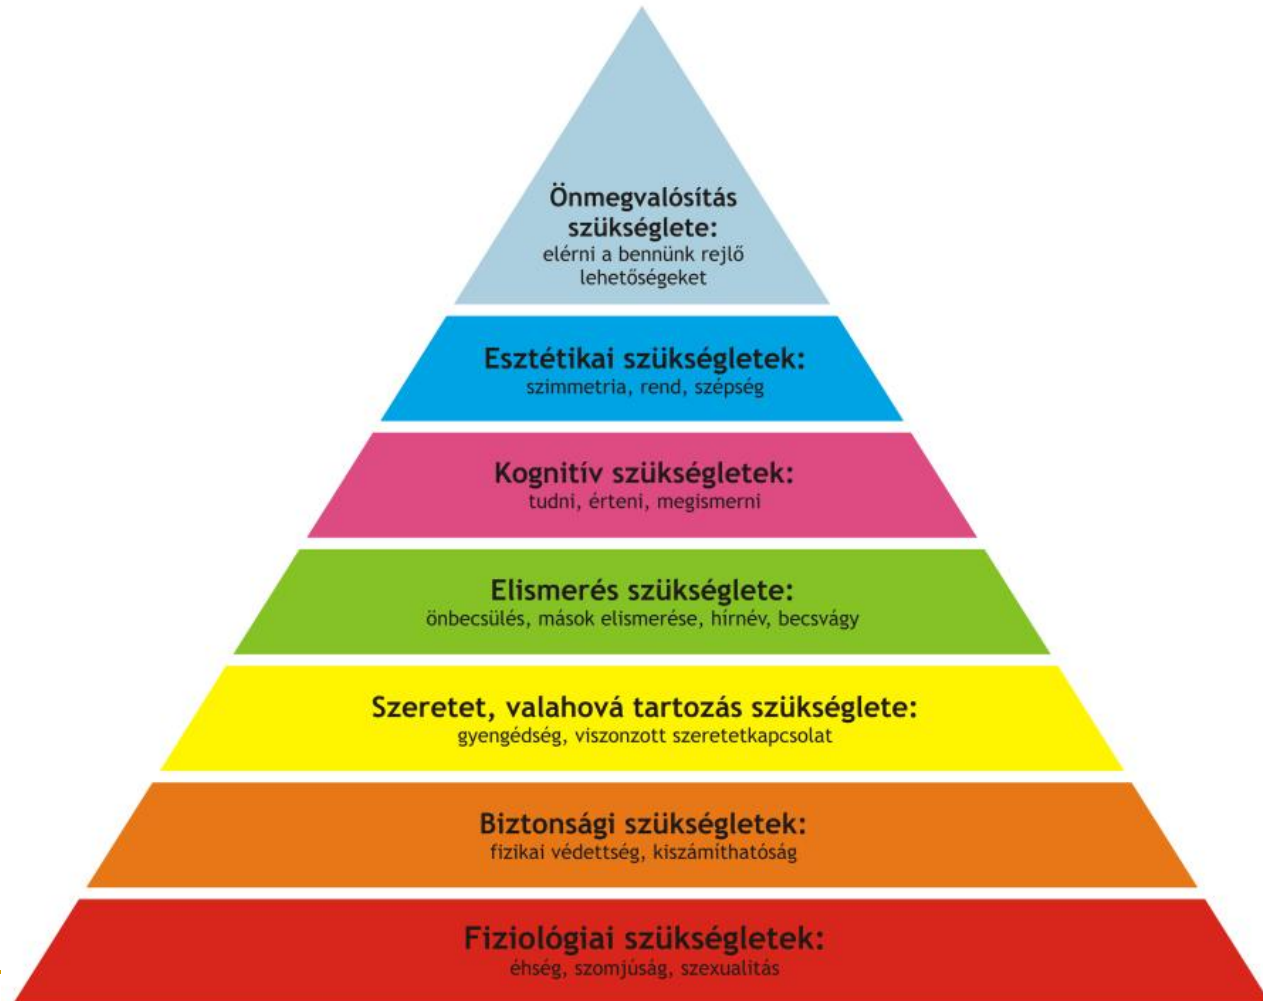 Önmegvalósítás
szükséglete:
elérni a bennünk rejlő
lehetőségeket
Esztétikai szükségletek:
szimmetria, rend, szépség
Kognitív szükségletek:
tudni, érteni, megismerni
Elismerés szükséglete:
önbecsülés, mások elismerése, hírnév, becsvágy
Szeretet, valahová tartozás szükséglete:
gyengédség, viszonzott szeretetkapcsolat
Biztonsági szükségletek:
fizikai védettség, kiszámíthatóság
Fiziológiai szükségletek:
éhség, szomjúság, szexualitás